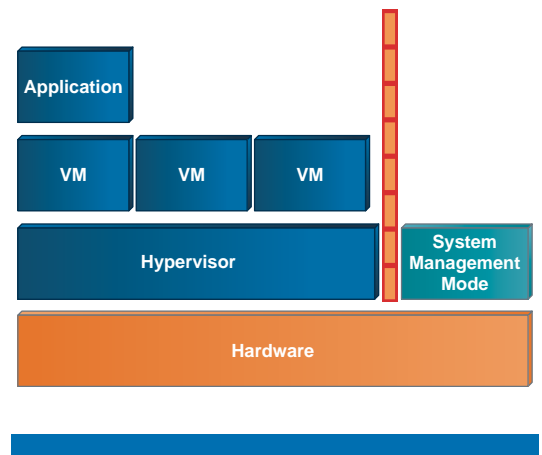 Application
VM
VM
VM
Hypervisor
System
Management
Mode
Hardware